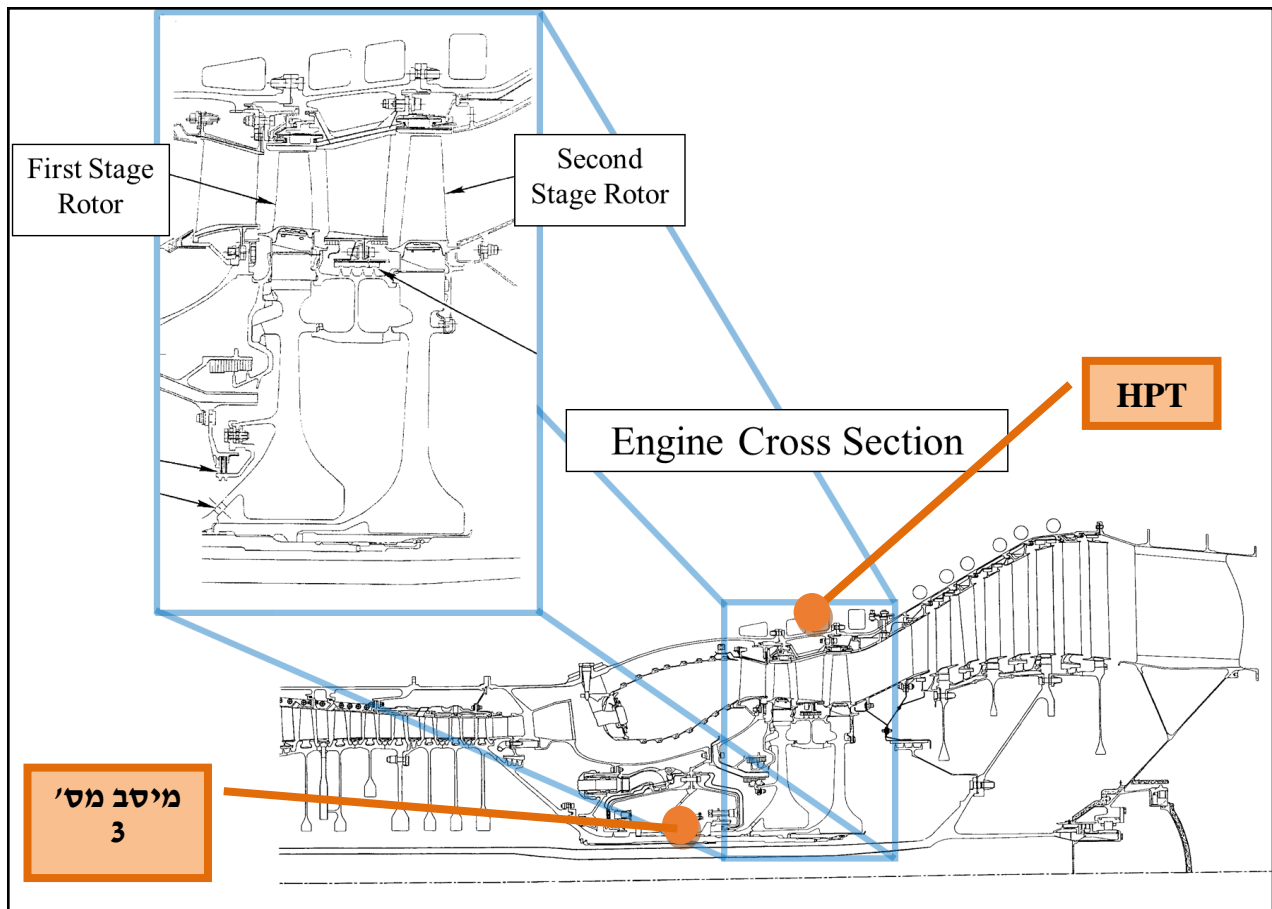 First Stage
Rotor
Second
Stage Rotor
HPT
Engine Cross Section
מיסב מס'
3